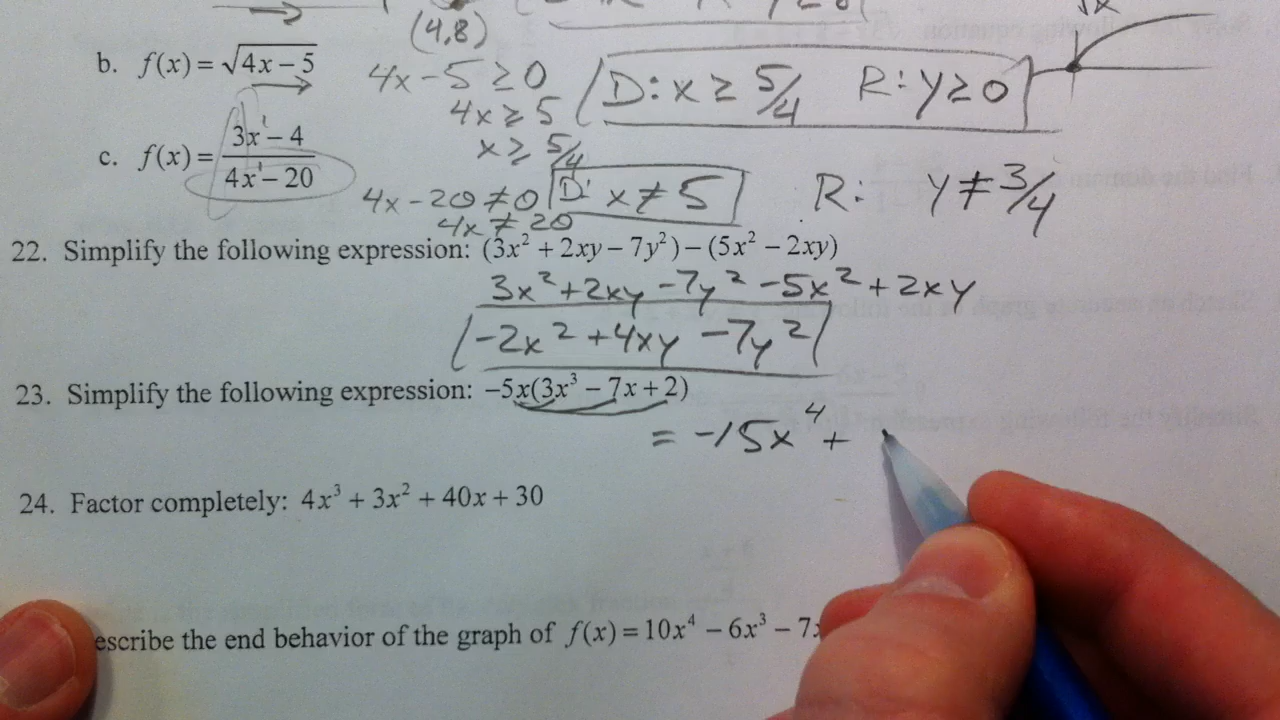 (4,8)
√x
b. f(x) = √4x − 5
4x − 5 ≥ 0
4x ≥ 5
x ≥ 5/4
D: x ≥ 5/4 R: y ≥ 0
c. f(x) = 3x¹ − 4 / 4x¹ − 20
4x − 20 ≠ 0
4x ≠ 20
D: x ≠ 5 R: y ≠ 3/4
22. Simplify the following expression: (3x² + 2xy − 7y²) − (5x² − 2xy)
3x² + 2xy − 7y² − 5x² + 2xy
−2x² + 4xy − 7y²
23. Simplify the following expression: −5x(3x³ − 7x + 2)
= −15x⁴ +
24. Factor completely: 4x³ + 3x² + 40x + 30
escribe the end behavior of the graph of f(x) = 10x⁴ − 6x³ − 7